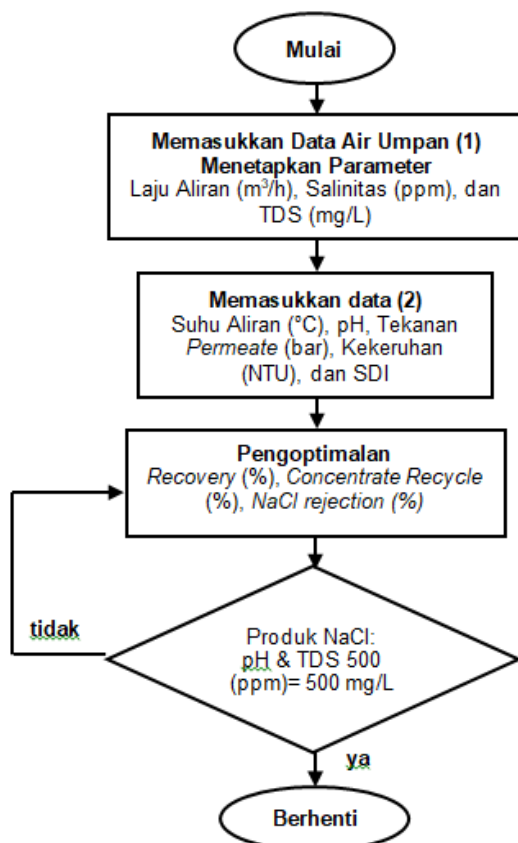 Mulai
Memasukkan Data Air Umpan (1)
Menetapkan Parameter
Laju Aliran (m³/h), Salinitas (ppm), dan
TDS (mg/L)
Memasukkan data (2)
Suhu Aliran (°C), pH, Tekanan
Permeate (bar), Kekeruhan
(NTU), dan SDI
Pengoptimalan
Recovery (%), Concentrate Recycle
(%), NaCl rejection (%)
tidak
Produk NaCl:
pH & TDS 500
(ppm)= 500 mg/L
ya
Berhenti